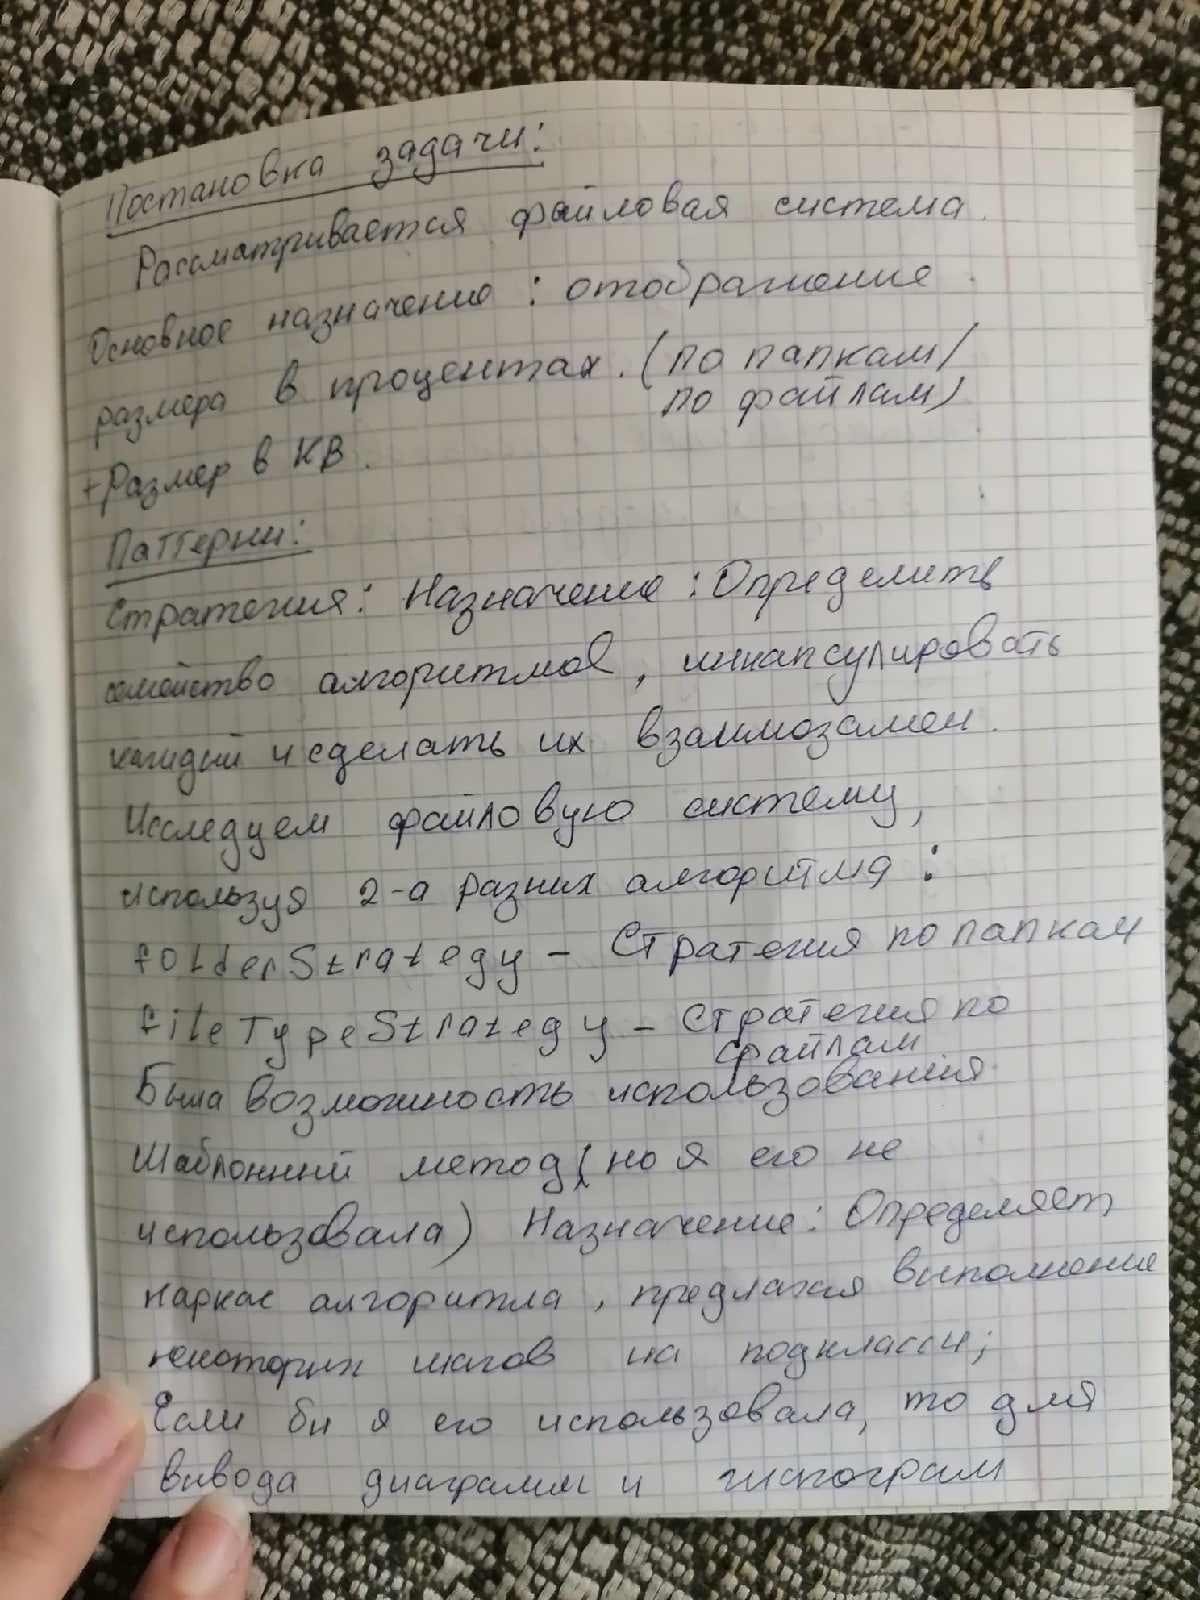 Постановка задачи:
Рассматривается файловая система.
Основное назначение : отображение
размера в процентах. (по папкам/
по файлам)
+Размер в КВ.
Паттерны:
Стратегия: Назначение : Определить
семейство алгоритмов, инкапсулировать
каждый и сделать их взаимозамен.
Исследуем файловую систему,
используя 2-а разных алгоритма :
folderStrategy - Стратегия по папкам
fileTypeStrategy - Стратегия по
файлам
Была возможность использования
Шаблонный метод (но я его не
использовала) Назначение: Определяет
каркас алгоритма, предлагая выполнение
некоторых шагов на подклассы;
Если бы я его использовала, то для
вывода диаграмм и гистограм